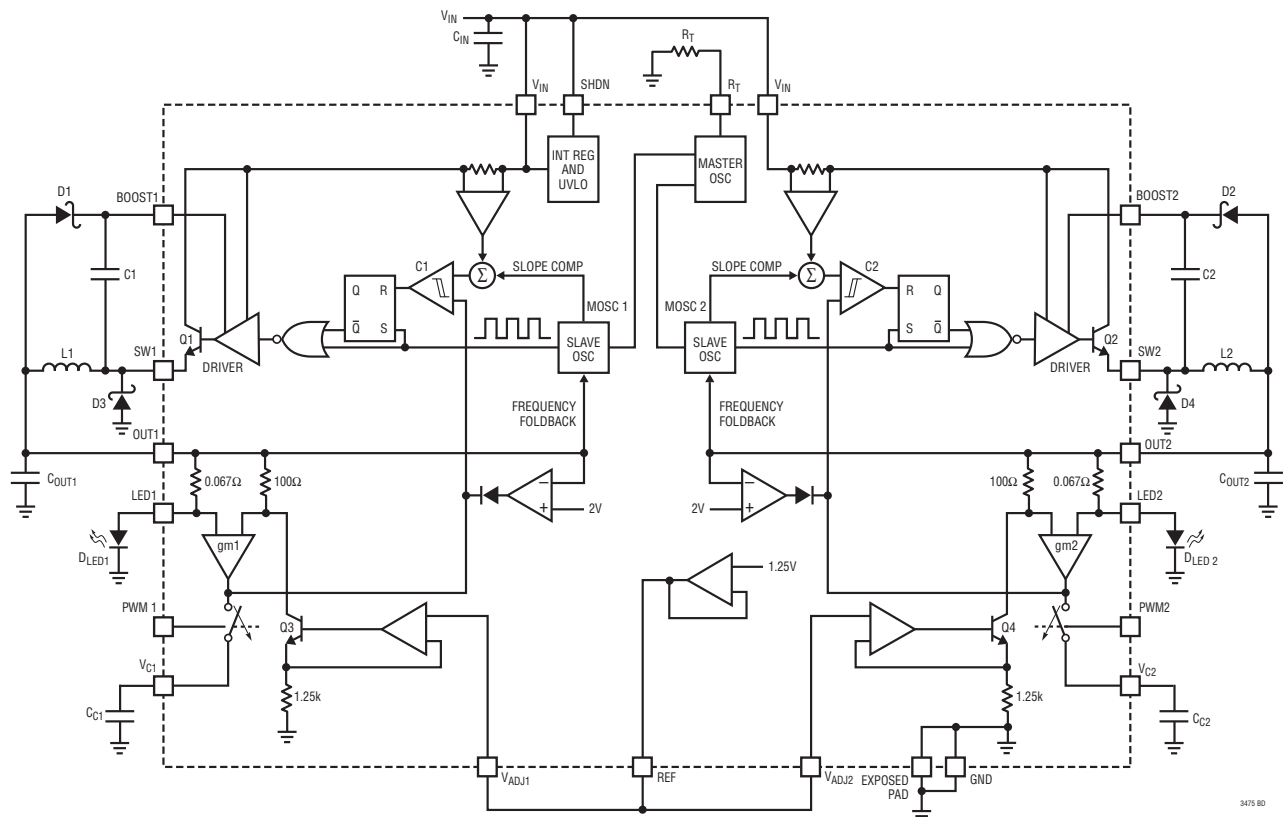 VIN
CIN
RT
VIN
SHDN
RT
VIN
INT REG
AND
UVLO
MASTER
OSC
D1
BOOST1
BOOST2
D2
C1
C1
Σ
SLOPE COMP
SLOPE COMP
Σ
C2
C2
Q
R
Q̅
S
MOSC 1
MOSC 2
R
Q
S
Q̅
Q1
DRIVER
SLAVE
OSC
SLAVE
OSC
DRIVER
Q2
L1
SW1
SW2
L2
D3
D4
FREQUENCY
FOLDBACK
FREQUENCY
FOLDBACK
OUT1
OUT2
COUT1
0.067Ω
100Ω
100Ω
0.067Ω
COUT2
LED1
−
+
2V
2V
−
+
LED2
DLED1
gm1
gm2
DLED 2
1.25V
PWM 1
PWM2
Q3
Q4
VC1
VC2
1.25k
1.25k
CC1
CC2
VADJ1
REF
VADJ2
EXPOSED
PAD
GND
3475 BD